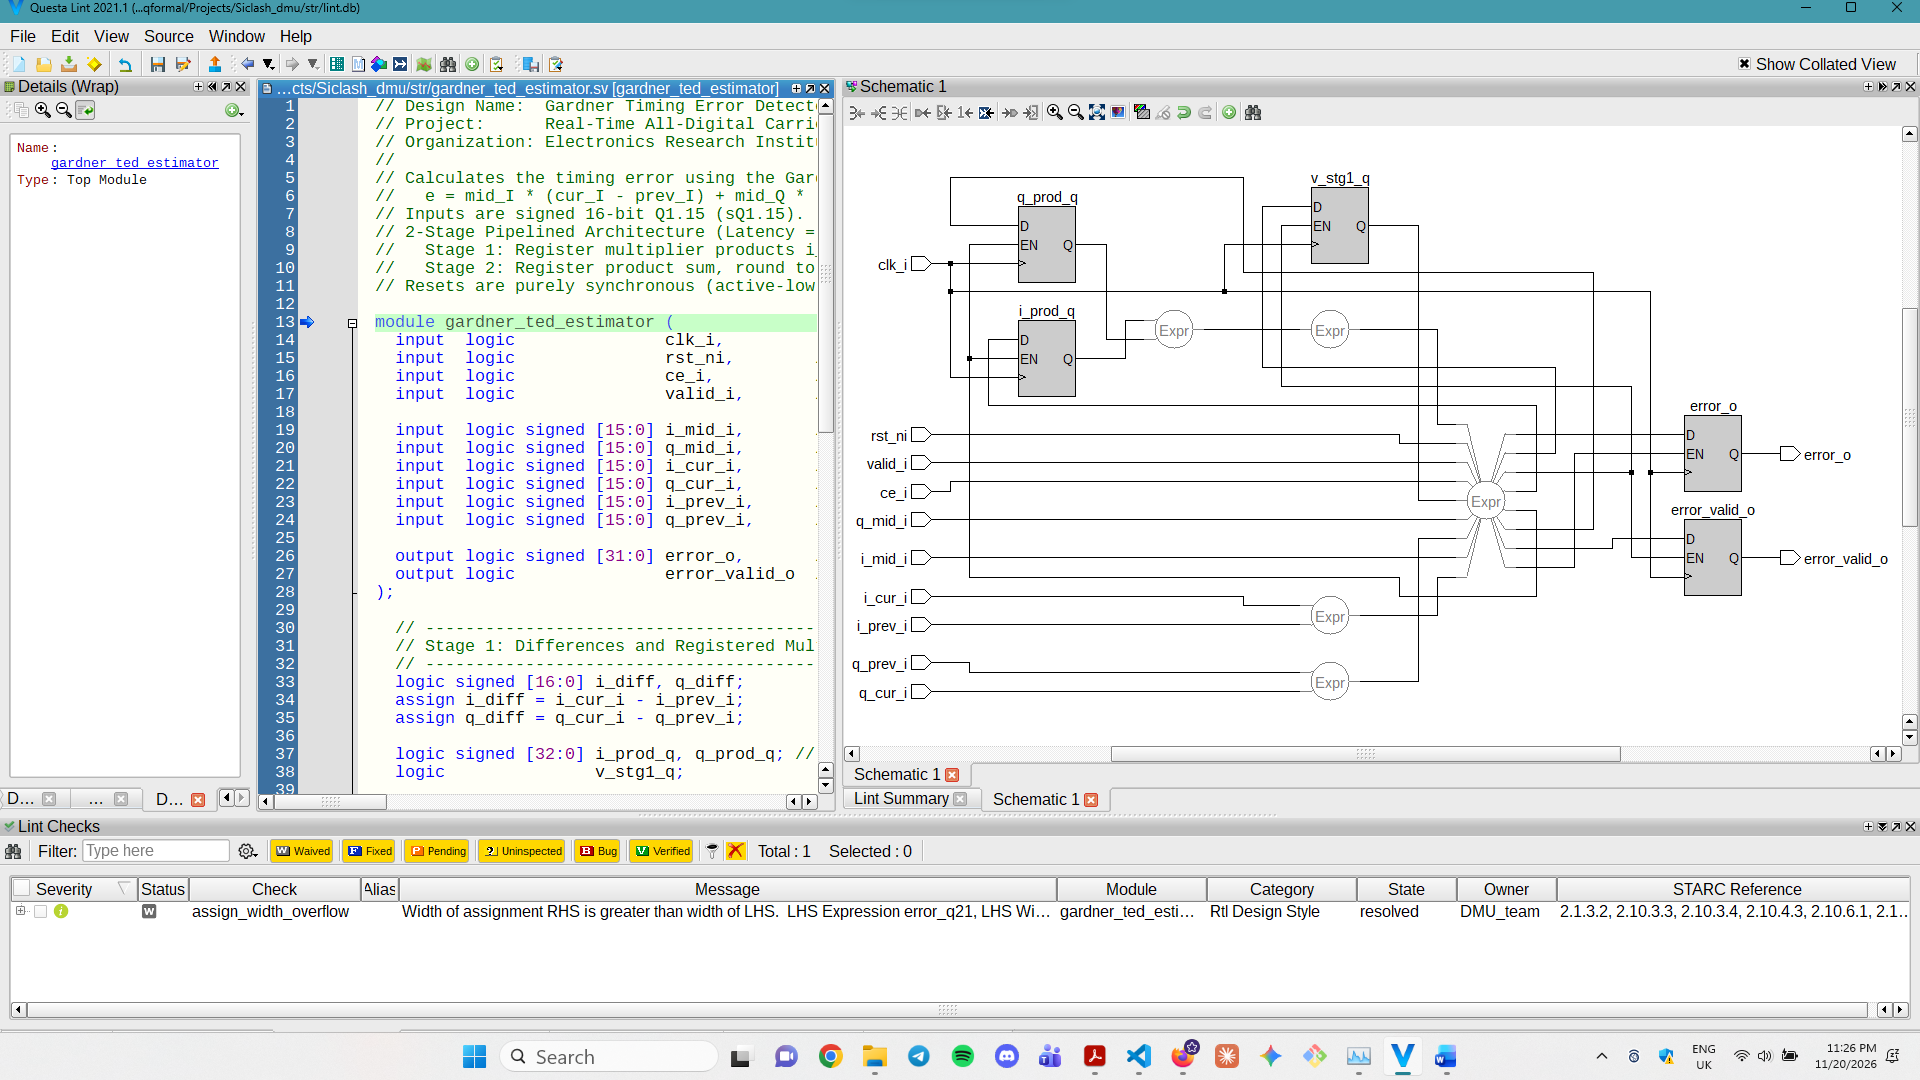 Questa Lint 2021.1 (...qformal/Projects/Siclash_dmu/str/lint.db)
File Edit View Source Window Help
Show Collated View
Details (Wrap)
Name:
gardner_ted_estimator
Type: Top Module
D... ... D...
...cts/Siclash_dmu/str/gardner_ted_estimator.sv [gardner_ted_estimator]
1 // Design Name: Gardner Timing Error Detect
2 // Project: Real-Time All-Digital Carri
3 // Organization: Electronics Research Instit
4 //
5 // Calculates the timing error using the Gar
6 // e = mid_I * (cur_I - prev_I) + mid_Q *
7 // Inputs are signed 16-bit Q1.15 (sQ1.15).
8 // 2-Stage Pipelined Architecture (Latency =
9 // Stage 1: Register multiplier products i
10 // Stage 2: Register product sum, round to
11 // Resets are purely synchronous (active-low
12
13 module gardner_ted_estimator (
14 input logic clk_i,
15 input logic rst_ni,
16 input logic ce_i,
17 input logic valid_i,
18
19 input logic signed [15:0] i_mid_i,
20 input logic signed [15:0] q_mid_i,
21 input logic signed [15:0] i_cur_i,
22 input logic signed [15:0] q_cur_i,
23 input logic signed [15:0] i_prev_i,
24 input logic signed [15:0] q_prev_i,
25
26 output logic signed [31:0] error_o,
27 output logic error_valid_o
28 );
29
30 // ---------------------------------------
31 // Stage 1: Differences and Registered Mul
32 // ---------------------------------------
33 logic signed [16:0] i_diff, q_diff;
34 assign i_diff = i_cur_i - i_prev_i;
35 assign q_diff = q_cur_i - q_prev_i;
36
37 logic signed [32:0] i_prod_q, q_prod_q; //
38 logic v_stg1_q;
39
Schematic 1
q_prod_q
D
EN Q
v_stg1_q
D
EN Q
clk_i
i_prod_q
D
EN Q
Expr
Expr
error_o
D
EN Q
error_o
rst_ni
valid_i
ce_i
q_mid_i
Expr
error_valid_o
D
EN Q
error_valid_o
i_mid_i
i_cur_i
i_prev_i
Expr
q_prev_i
q_cur_i
Expr
Schematic 1
Lint Summary Schematic 1
Lint Checks
Filter: Type here W Waived F Fixed P Pending ? Uninspected B Bug V Verified Total : 1 Selected : 0
Severity Status Check Alias Message Module Category State Owner STARC Reference
i W assign_width_overflow Width of assignment RHS is greater than width of LHS. LHS Expression error_q21, LHS Wi... gardner_ted_esti... Rtl Design Style resolved DMU_team 2.1.3.2, 2.10.3.3, 2.10.3.4, 2.10.4.3, 2.10.6.1, 2.1...
Search
ENG
UK
11:26 PM
11/20/2026